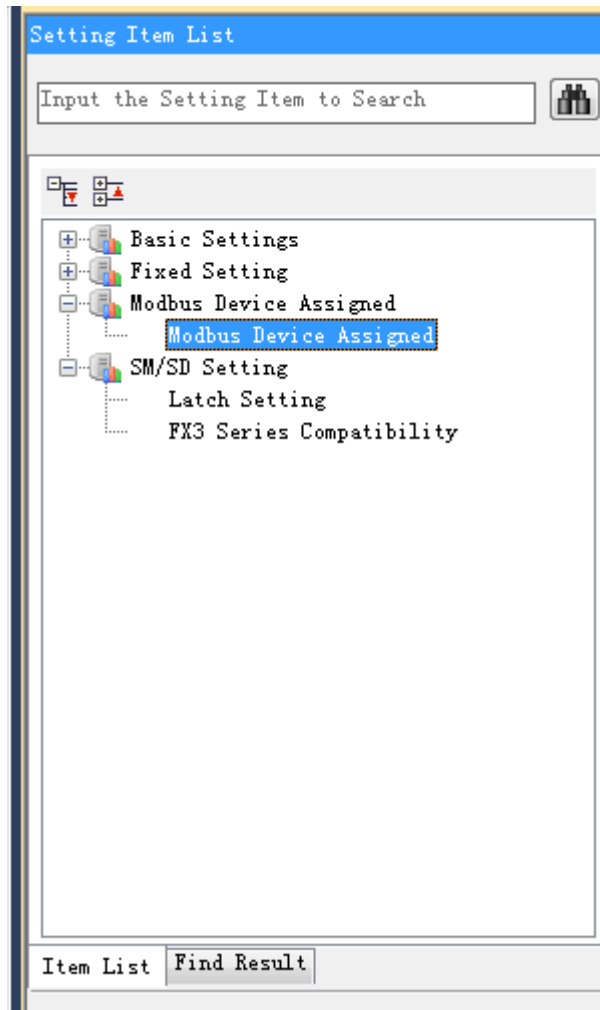 Setting Item List
Input the Setting Item to Search
Basic Settings
Fixed Setting
Modbus Device Assigned
Modbus Device Assigned
SM/SD Setting
Latch Setting
FX3 Series Compatibility
Item List Find Result